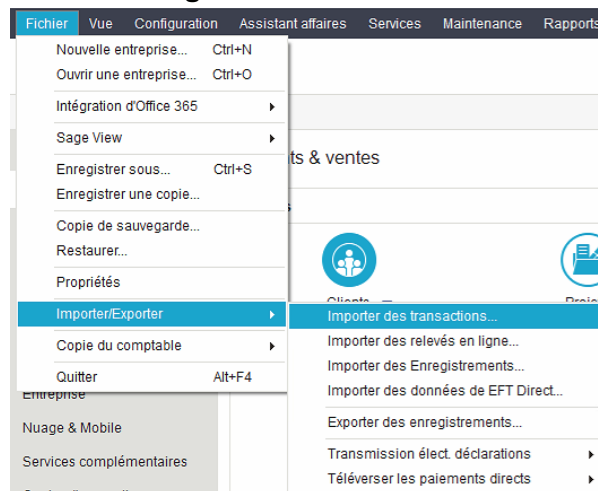 Fichier Vue Configuration Assistant affaires Services Maintenance Rapports
Nouvelle entreprise... Ctrl+N
Ouvrir une entreprise... Ctrl+O
Intégration d'Office 365
Sage View
Enregistrer sous... Ctrl+S
Enregistrer une copie...
Copie de sauvegarde...
Restaurer...
Propriétés
Importer/Exporter
Copie du comptable
Quitter Alt+F4
ts & ventes
Clients
Importer des transactions...
Importer des relevés en ligne...
Importer des Enregistrements...
Importer des données de EFT Direct...
Exporter des enregistrements...
Transmission élect. déclarations
Téléverser les paiements directs
Entreprise
Nuage & Mobile
Services complémentaires